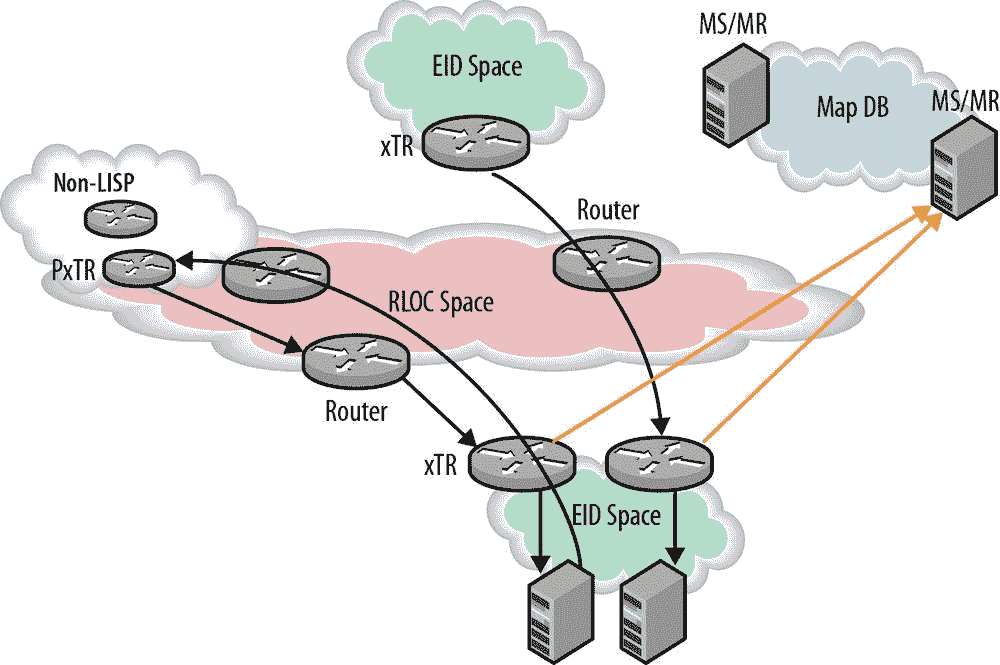 MS/MR
EID Space
Map DB
MS/MR
xTR
Non-LISP
Router
PxTR
RLOC Space
Router
xTR
EID Space